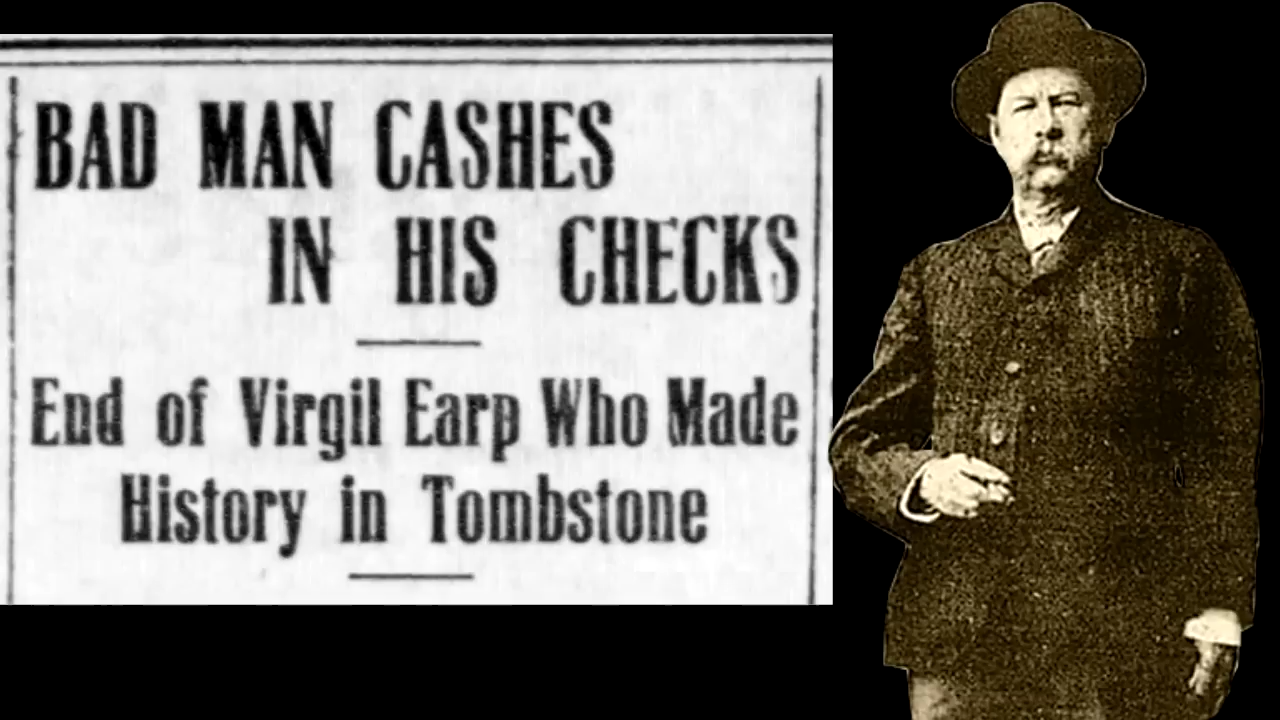 BAD MAN CASHES
IN HIS CHECKS
End of Virgil Earp Who Made
History in Tombstone